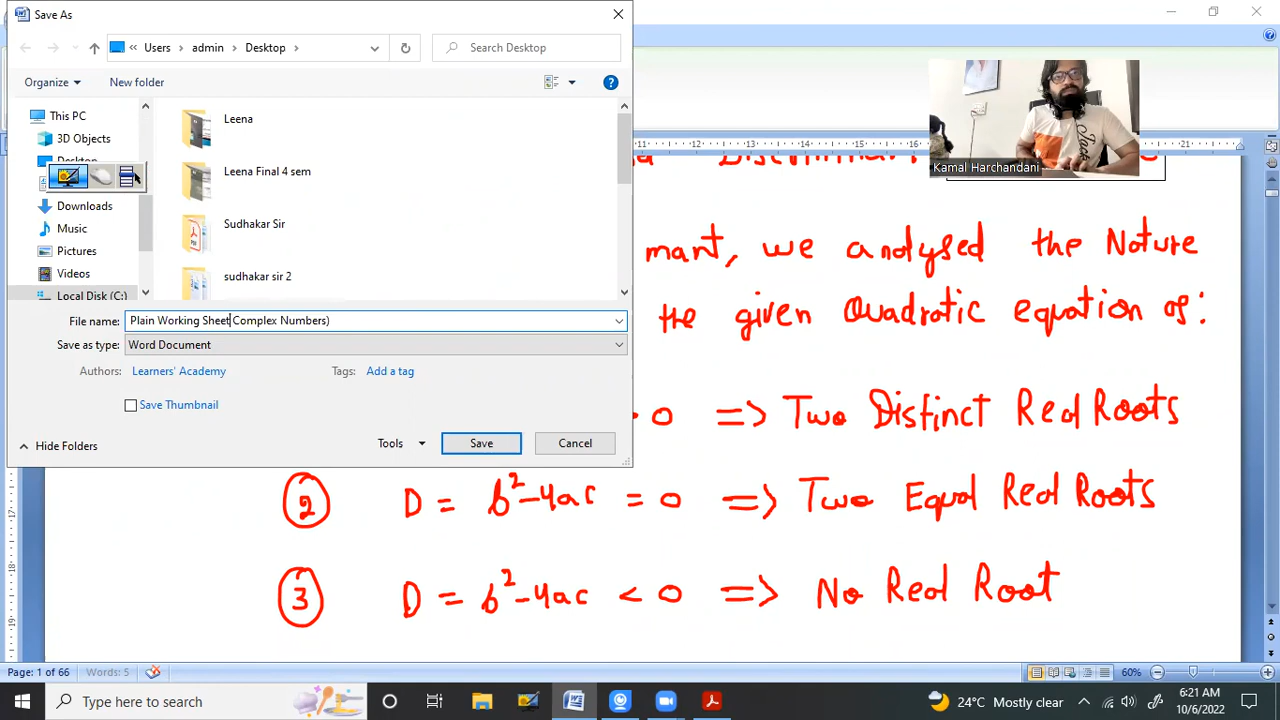 Save As
Users > admin > Desktop >
Search Desktop
Organize
New folder
This PC
3D Objects
Desktop
Downloads
Music
Pictures
Videos
Local Disk (C:)
Leena
Leena Final 4 sem
Sudhakar Sir
sudhakar sir 2
File name: Plain Working Sheet Complex Numbers)
Save as type: Word Document
Authors: Learners' Academy
Tags: Add a tag
Save Thumbnail
Hide Folders
Tools
Save
Cancel
Kamal Harchandani
mant, we analysed the Nature
the given Quadratic equation as:
0 => Two Distinct Real Roots
2 D = b²-4ac = 0 => Two Equal Real Roots
3 D = b²-4ac < 0 => No Real Root
Page: 1 of 66
Words: 5
60%
Type here to search
24°C Mostly clear
6:21 AM
10/6/2022